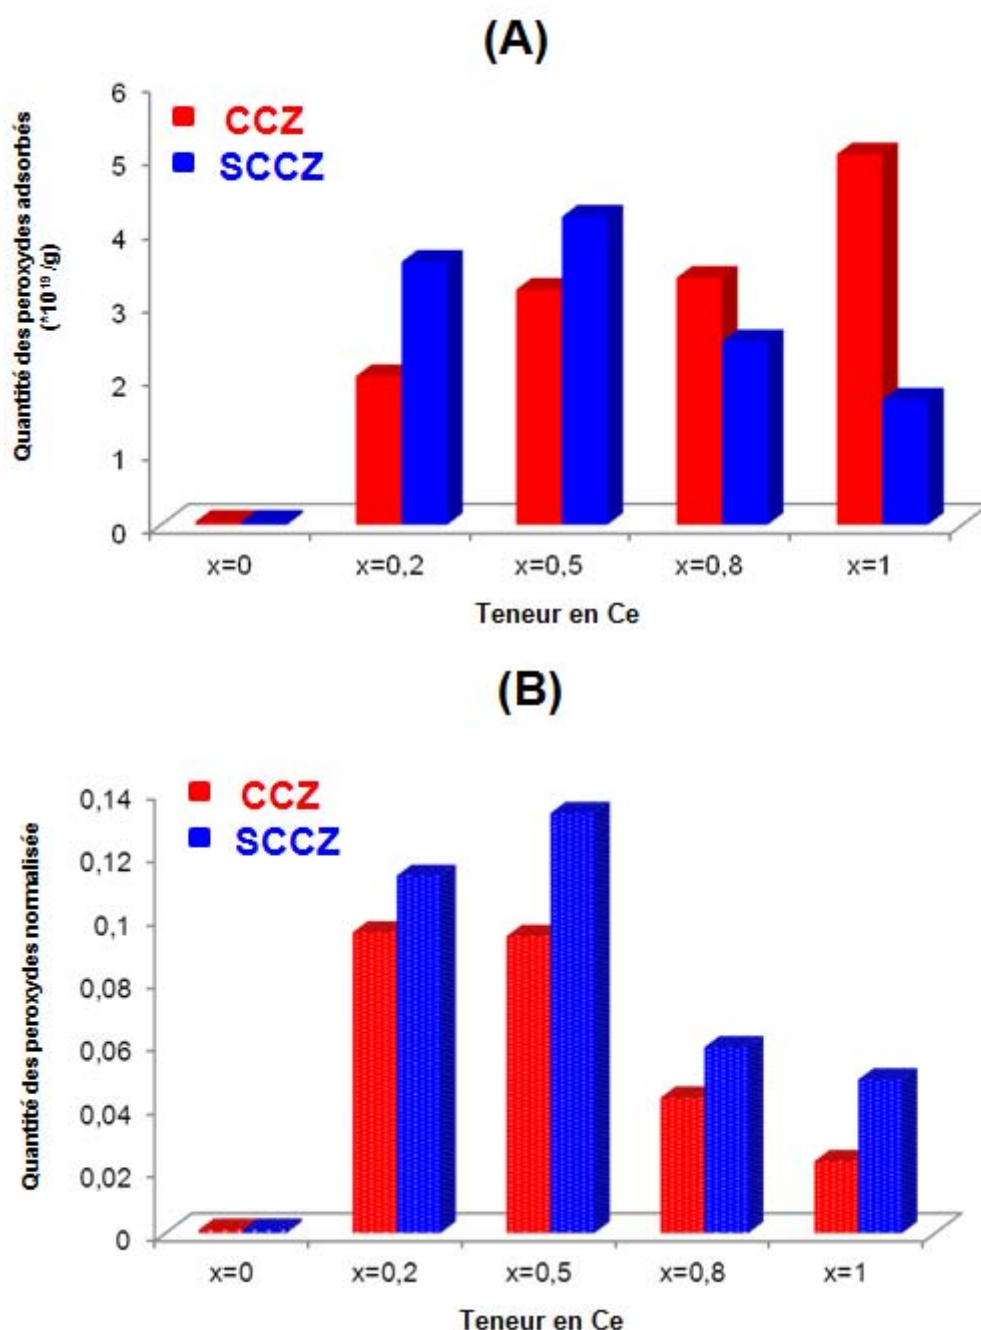 (A)
Quantité des peroxydes adsorbés
(*10¹⁹ /g)
CCZ
SCCZ
6
5
4
3
2
1
0
x=0 x=0,2 x=0,5 x=0,8 x=1
Teneur en Ce
(B)
Quantité des peroxydes normalisée
CCZ
SCCZ
0,14
0,12
0,1
0,08
0,06
0,04
0,02
0
x=0 x=0,2 x=0,5 x=0,8 x=1
Teneur en Ce